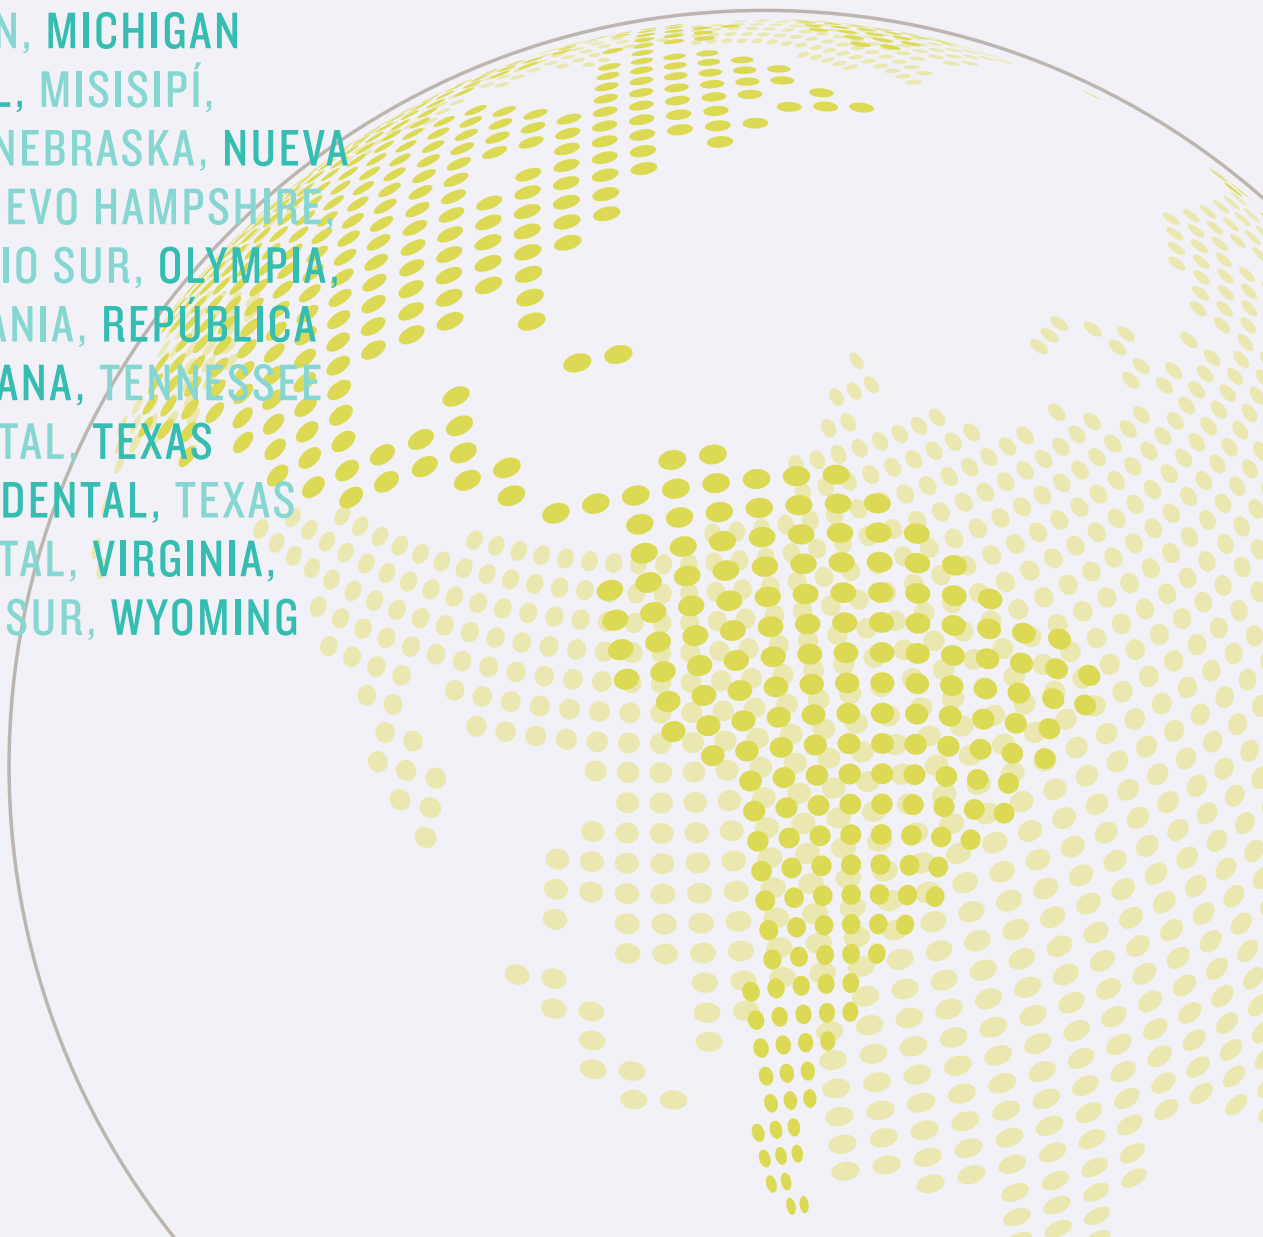 N, MICHIGAN
L, MISISIPÍ,
NEBRASKA, NUEVA
EVO HAMPSHIRE,
IO SUR, OLYMPIA,
ANIA, REPÚBLICA
ANA, TENNESSEE
TAL, TEXAS
DENTAL, TEXAS
TAL, VIRGINIA,
SUR, WYOMING